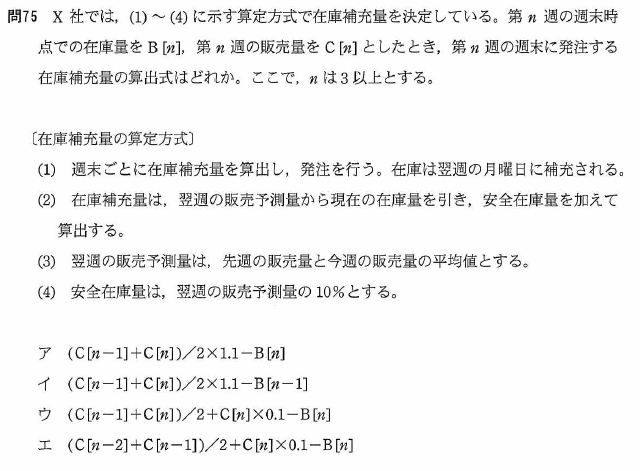 問75 X 社では，(1) ～ (4) に示す算定方式で在庫補充量を決定している。第 n 週の週末時
点での在庫量を B [n]，第 n 週の販売量を C [n] としたとき，第 n 週の週末に発注する
在庫補充量の算出式はどれか。ここで，n は 3 以上とする。
〔在庫補充量の算定方式〕
(1) 週末ごとに在庫補充量を算出し，発注を行う。在庫は翌週の月曜日に補充される。
(2) 在庫補充量は，翌週の販売予測量から現在の在庫量を引き，安全在庫量を加えて
算出する。
(3) 翌週の販売予測量は，先週の販売量と今週の販売量の平均値とする。
(4) 安全在庫量は，翌週の販売予測量の 10％とする。
ア (C[n－1]＋C[n])／2×1.1－B[n]
イ (C[n－1]＋C[n])／2×1.1－B[n－1]
ウ (C[n－1]＋C[n])／2＋C[n]×0.1－B[n]
エ (C[n－2]＋C[n－1])／2＋C[n]×0.1－B[n]